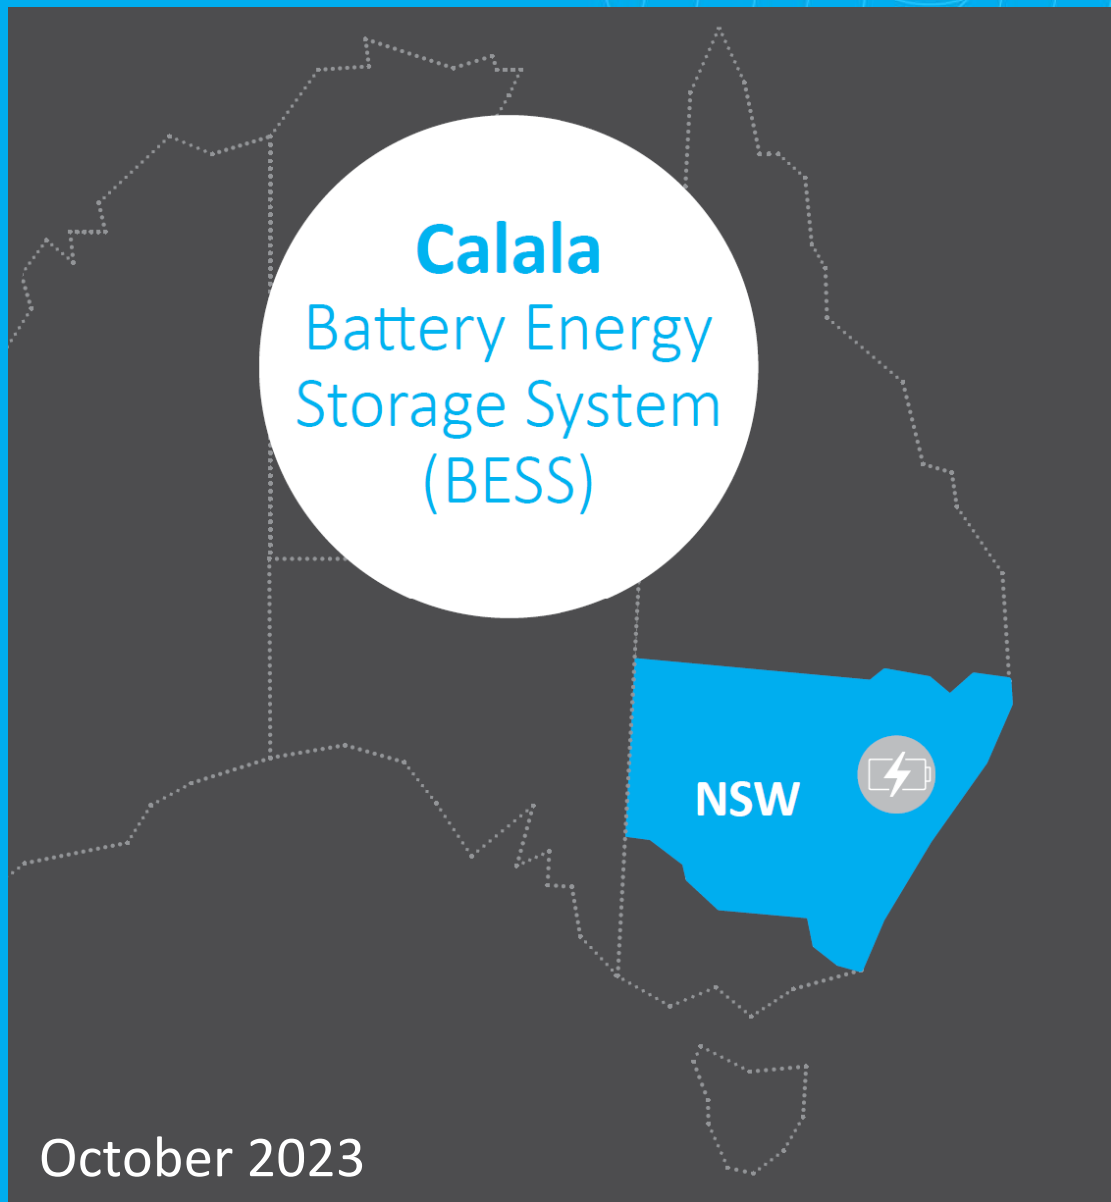 Calala
Battery Energy
Storage System
(BESS)
NSW
October 2023